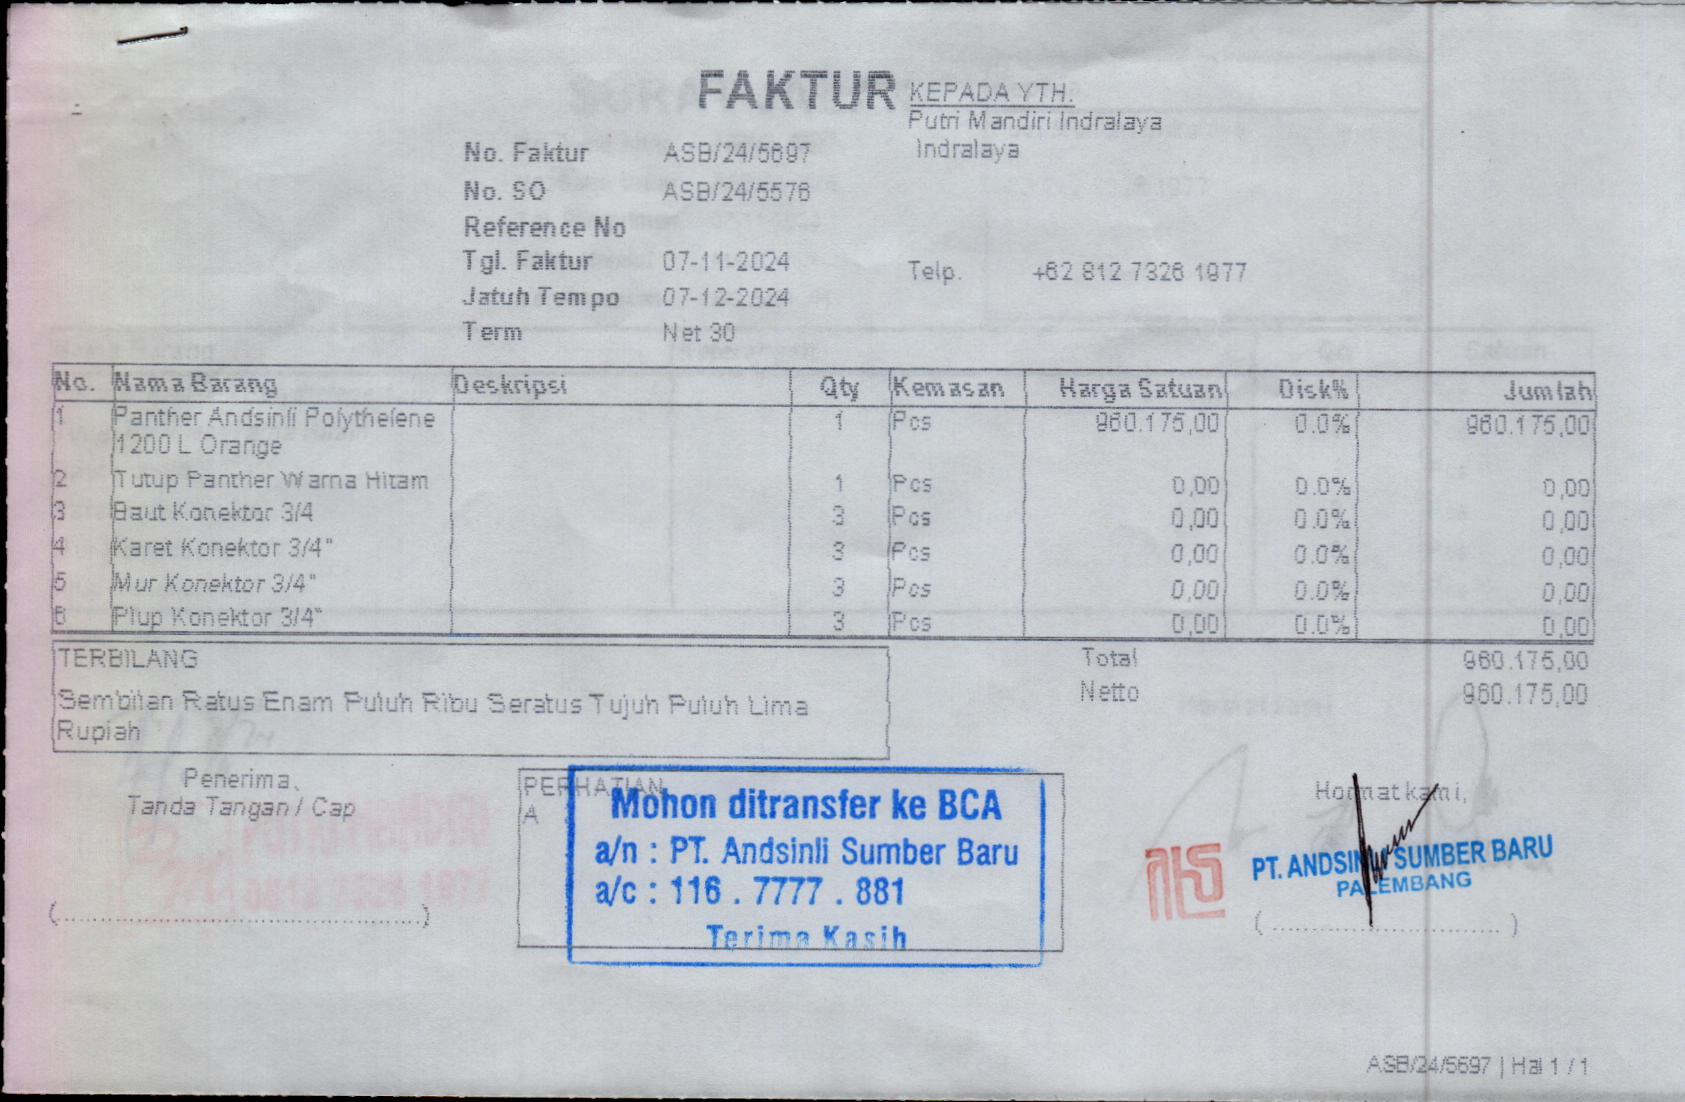 FAKTUR
KEPADA YTH.
Putri Mandiri Indralaya
Indralaya
No. Faktur ASB/24/5697
No. SO ASB/24/5576
Reference No
Tgl. Faktur 07-11-2024
Telp. +62 812 7326 1977
Jatuh Tempo 07-12-2024
Term Net 30
No. Nama Barang Deskripsi Qty Kemasan Harga Satuan Disk% Jumlah
1 Panther Andsinli Polythelene 1 Pcs 960.175,00 0.0% 960.175,00
1200 L Orange
2 Tutup Panther Warna Hitam 1 Pcs 0,00 0.0% 0,00
3 Baut Konektor 3/4 3 Pcs 0,00 0.0% 0,00
4 Karet Konektor 3/4" 3 Pcs 0,00 0.0% 0,00
5 Mur Konektor 3/4" 3 Pcs 0,00 0.0% 0,00
6 Plup Konektor 3/4" 3 Pcs 0,00 0.0% 0,00
TERBILANG
Sembilan Ratus Enam Puluh Ribu Seratus Tujuh Puluh Lima
Rupiah
Total 960.175,00
Netto 960.175,00
Penerima,
Tanda Tangan / Cap
PERHATIAN
A
Mohon ditransfer ke BCA
a/n : PT. Andsinli Sumber Baru
a/c : 116 . 7777 . 881
Terima Kasih
Hormat kami,
PT. ANDSINLI SUMBER BARU
PALEMBANG
PUTRI MANDIRI
0812 7326 1977
ASB/24/5697 | Hal 1 / 1